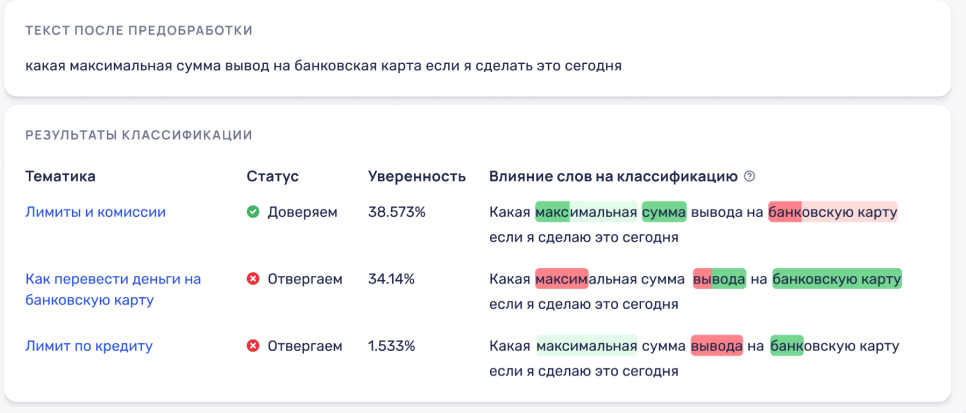 ТЕКСТ ПОСЛЕ ПРЕДОБРАБОТКИ
какая максимальная сумма вывод на банковская карта если я сделать это сегодня
РЕЗУЛЬТАТЫ КЛАССИФИКАЦИИ
Тематика Статус Уверенность Влияние слов на классификацию ?
Лимиты и комиссии Доверяем 38.573% Какая максимальная сумма вывода на банковскую карту
если я сделаю это сегодня
Как перевести деньги на Отвергаем 34.14% Какая максимальная сумма вывода на банковскую карту
банковскую карту если я сделаю это сегодня
Лимит по кредиту Отвергаем 1.533% Какая максимальная сумма вывода на банковскую карту
если я сделаю это сегодня